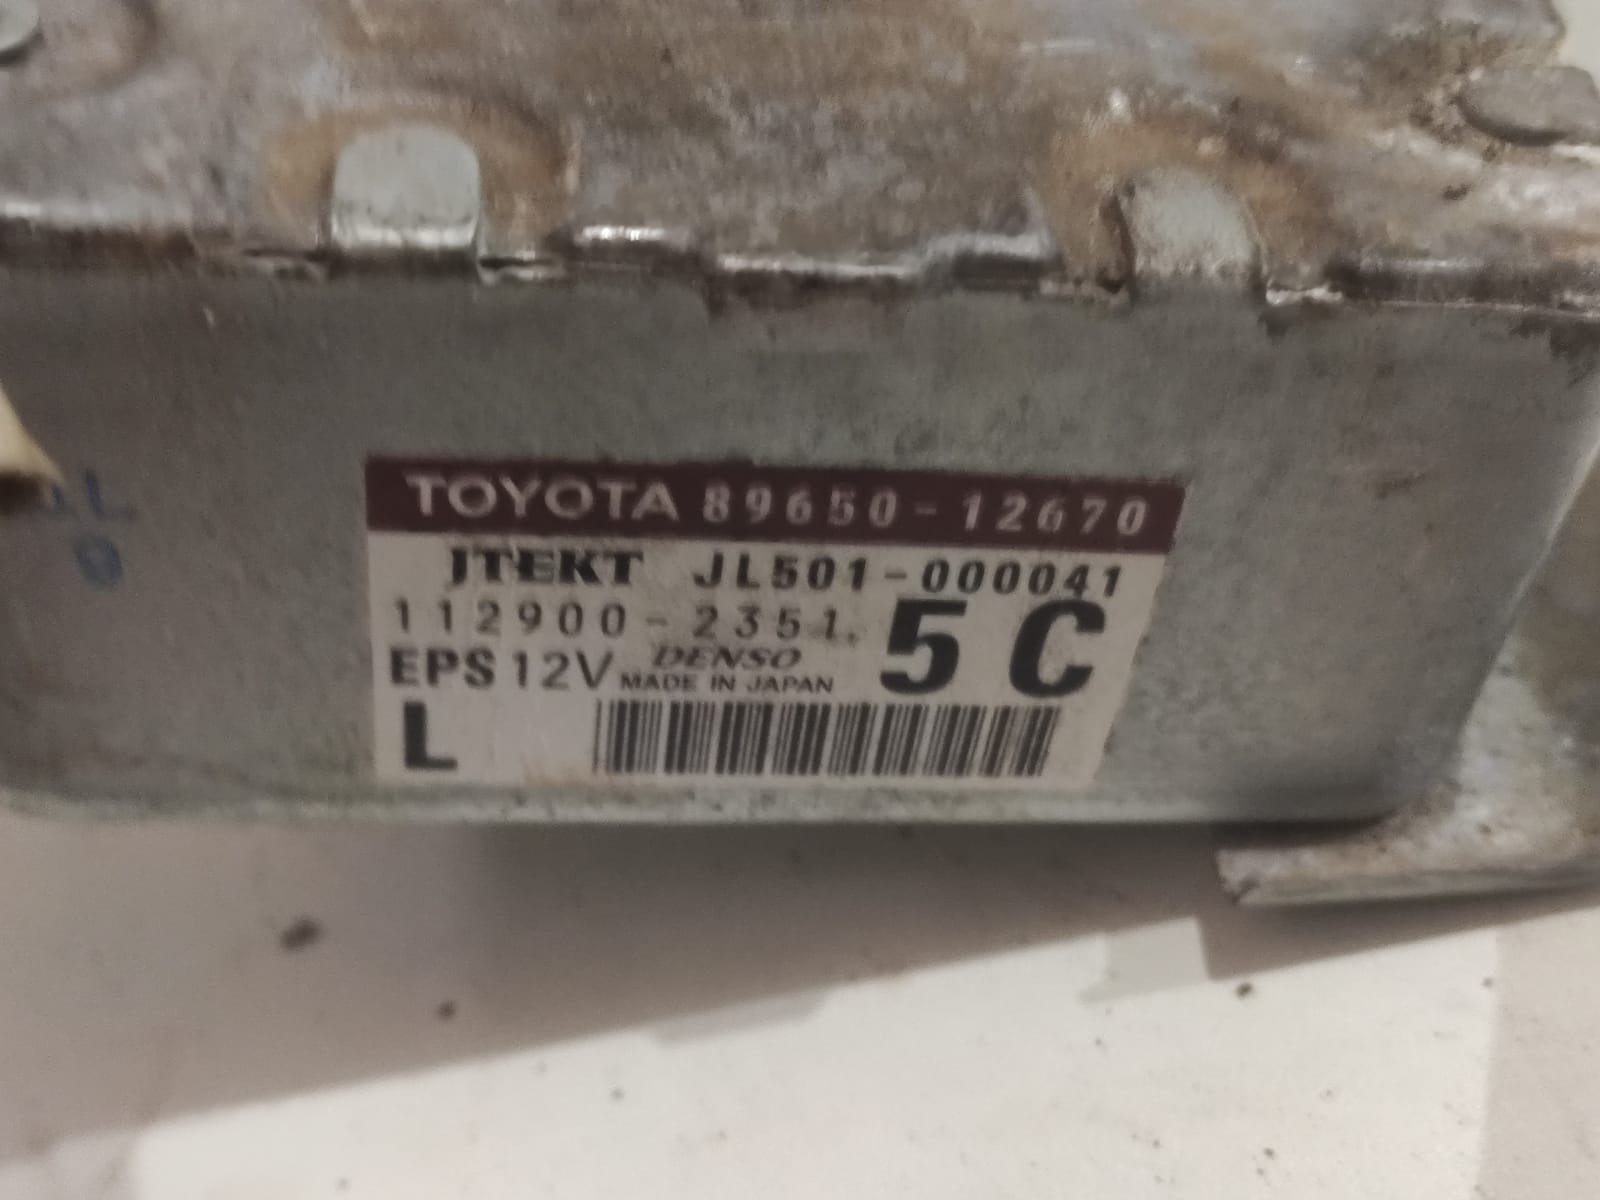 TOYOTA 89650-12670
JTEKT JL501-000041
112900-2351 5C
EPS 12V DENSO
MADE IN JAPAN
L